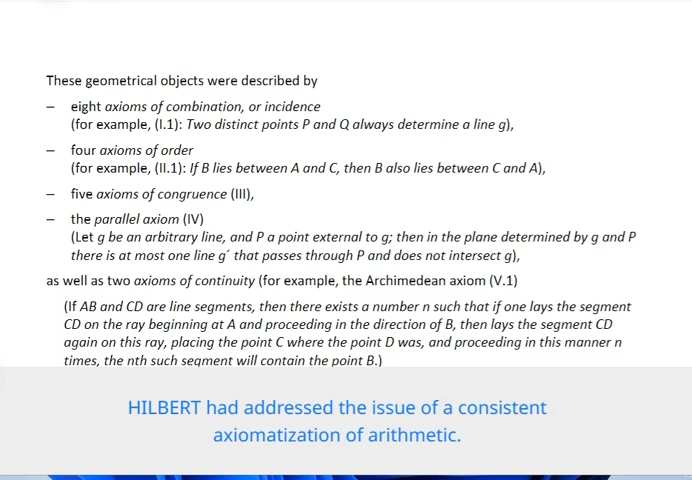 These geometrical objects were described by
– eight axioms of combination, or incidence
(for example, (I.1): Two distinct points P and Q always determine a line g),
– four axioms of order
(for example, (II.1): If B lies between A and C, then B also lies between C and A),
– five axioms of congruence (III),
– the parallel axiom (IV)
(Let g be an arbitrary line, and P a point external to g; then in the plane determined by g and P
there is at most one line g´ that passes through P and does not intersect g),
as well as two axioms of continuity (for example, the Archimedean axiom (V.1)
(If AB and CD are line segments, then there exists a number n such that if one lays the segment
CD on the ray beginning at A and proceeding in the direction of B, then lays the segment CD
again on this ray, placing the point C where the point D was, and proceeding in this manner n
times, the nth such segment will contain the point B.)
HILBERT had addressed the issue of a consistent
axiomatization of arithmetic.